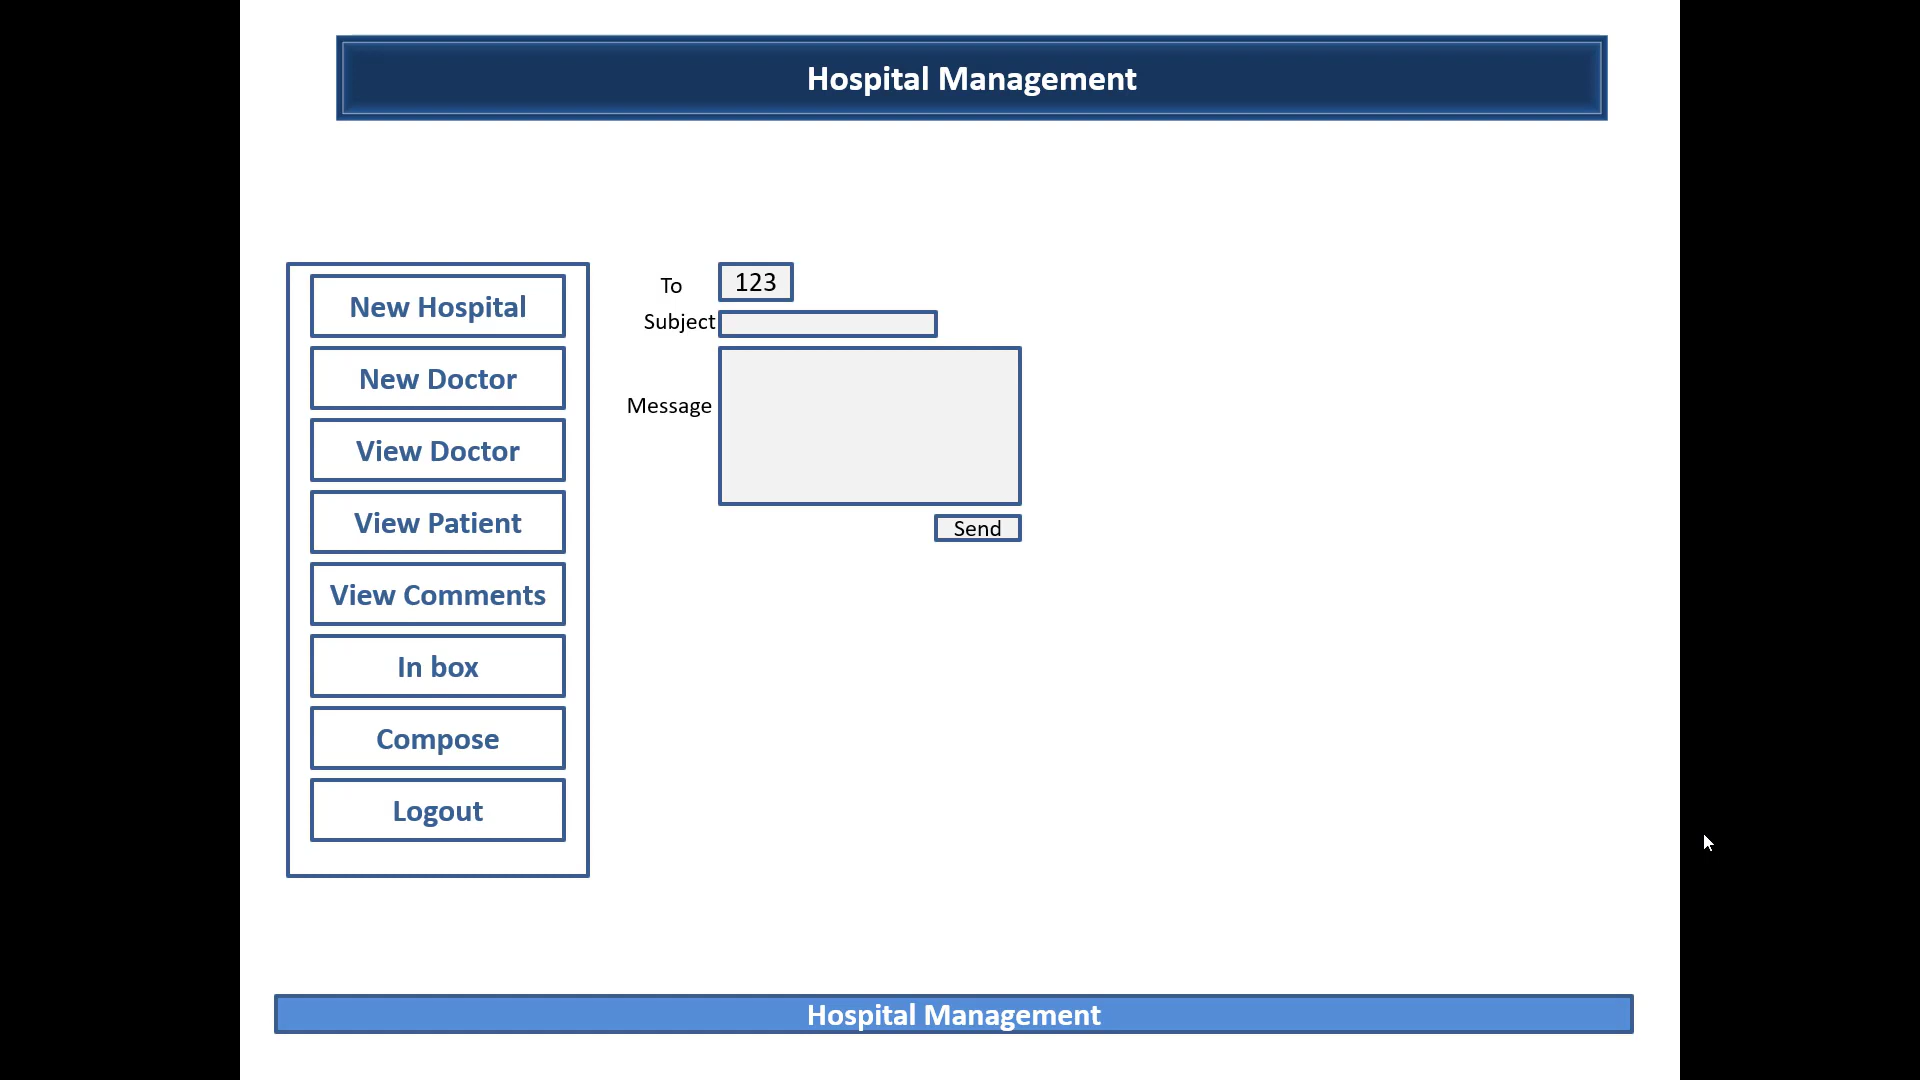 Hospital Management
New Hospital
New Doctor
View Doctor
View Patient
View Comments
In box
Compose
Logout
To 123
Subject
Message
Send
Hospital Management